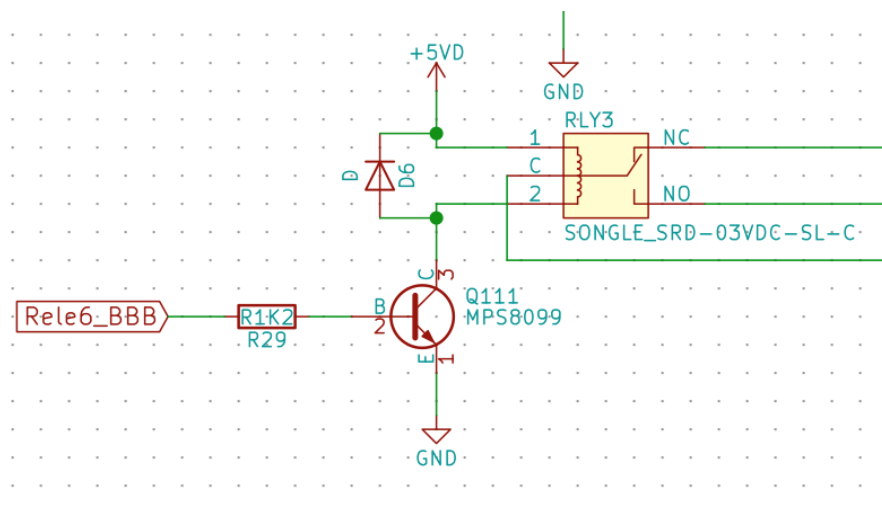 +5VD
GND
RLY3
1
NC
C
D
D6
2
NO
SONGLE_SRD-03VDC-SL-C
C
3
Q111
MPS8099
Rele6_BBB
R1K2
R29
B
2
E
1
GND